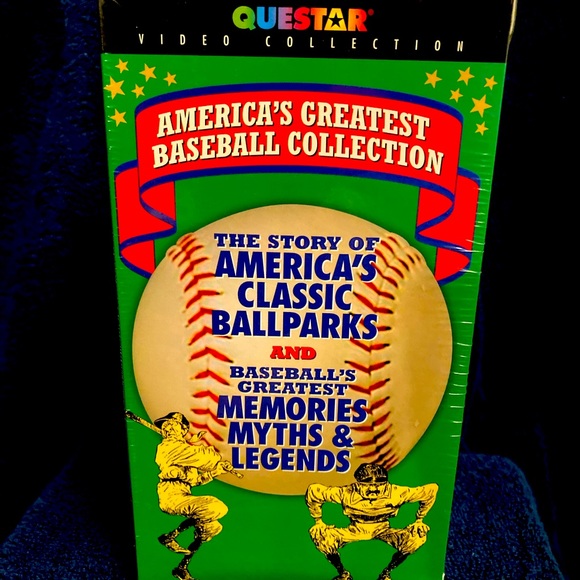 QUESTAR
VIDEO COLLECTION
AMERICA'S GREATEST
BASEBALL COLLECTION
THE STORY OF
AMERICA'S
CLASSIC
BALLPARKS
AND
BASEBALL'S
GREATEST
MEMORIES
MYTHS &
LEGENDS